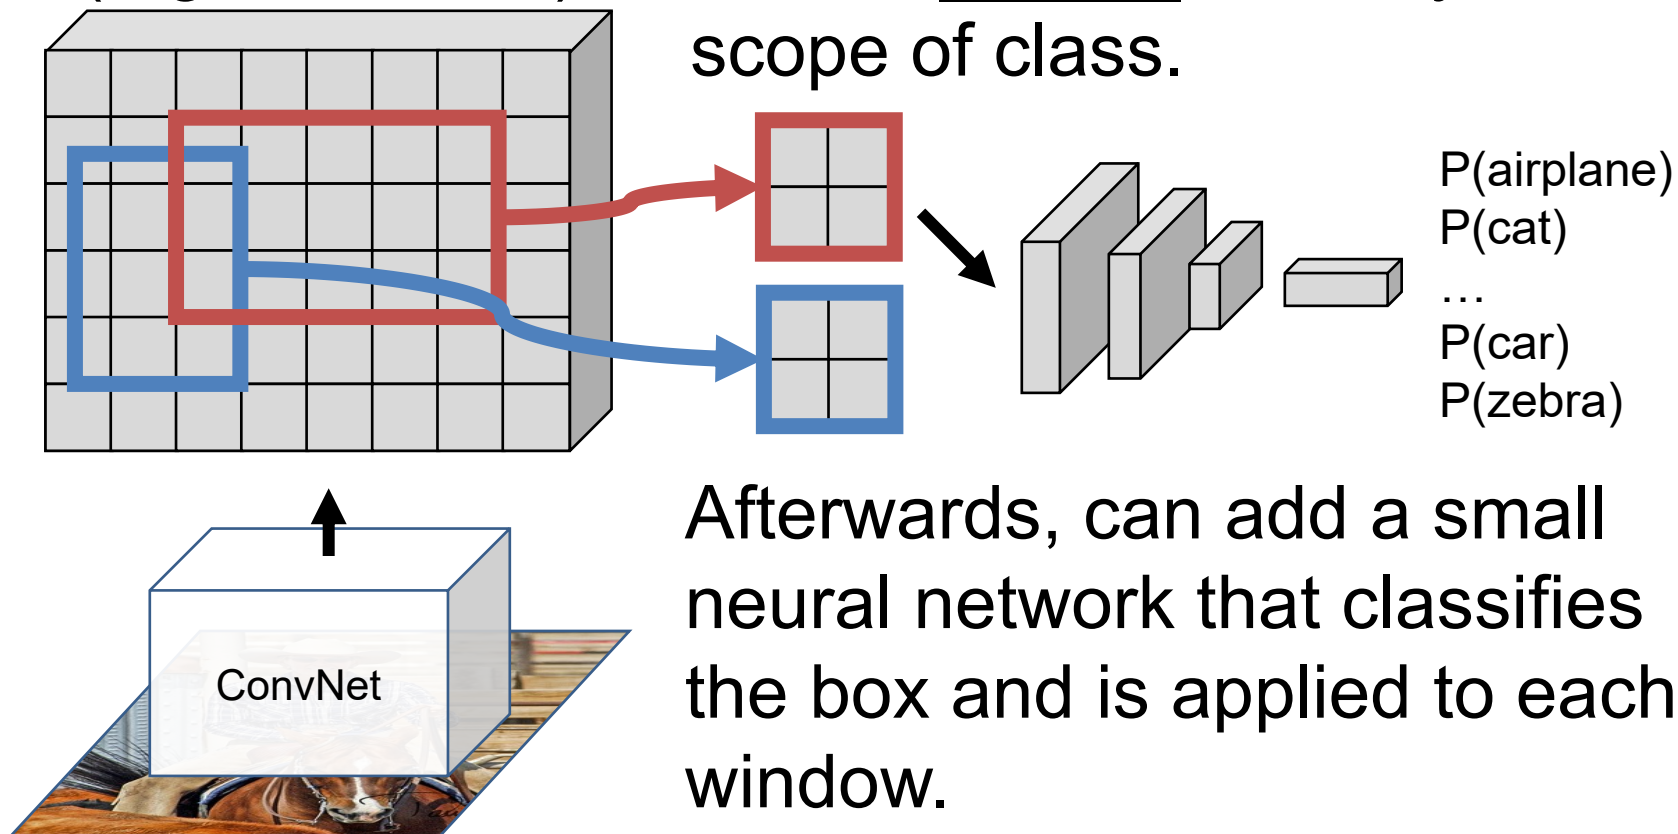 scope of class.
P(airplane)
P(cat)
…
P(car)
P(zebra)
ConvNet
Afterwards, can add a small
neural network that classifies
the box and is applied to each
window.